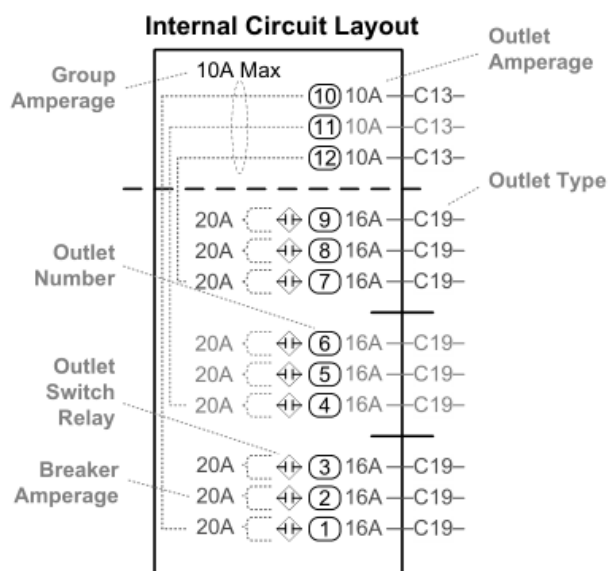 Internal Circuit Layout
Outlet
Amperage
Group
Amperage
10A Max
10 10A C13
11 10A C13
12 10A C13
Outlet Type
20A 9 16A C19
20A 8 16A C19
20A 7 16A C19
Outlet
Number
20A 6 16A C19
20A 5 16A C19
20A 4 16A C19
Outlet
Switch
Relay
20A 3 16A C19
20A 2 16A C19
20A 1 16A C19
Breaker
Amperage